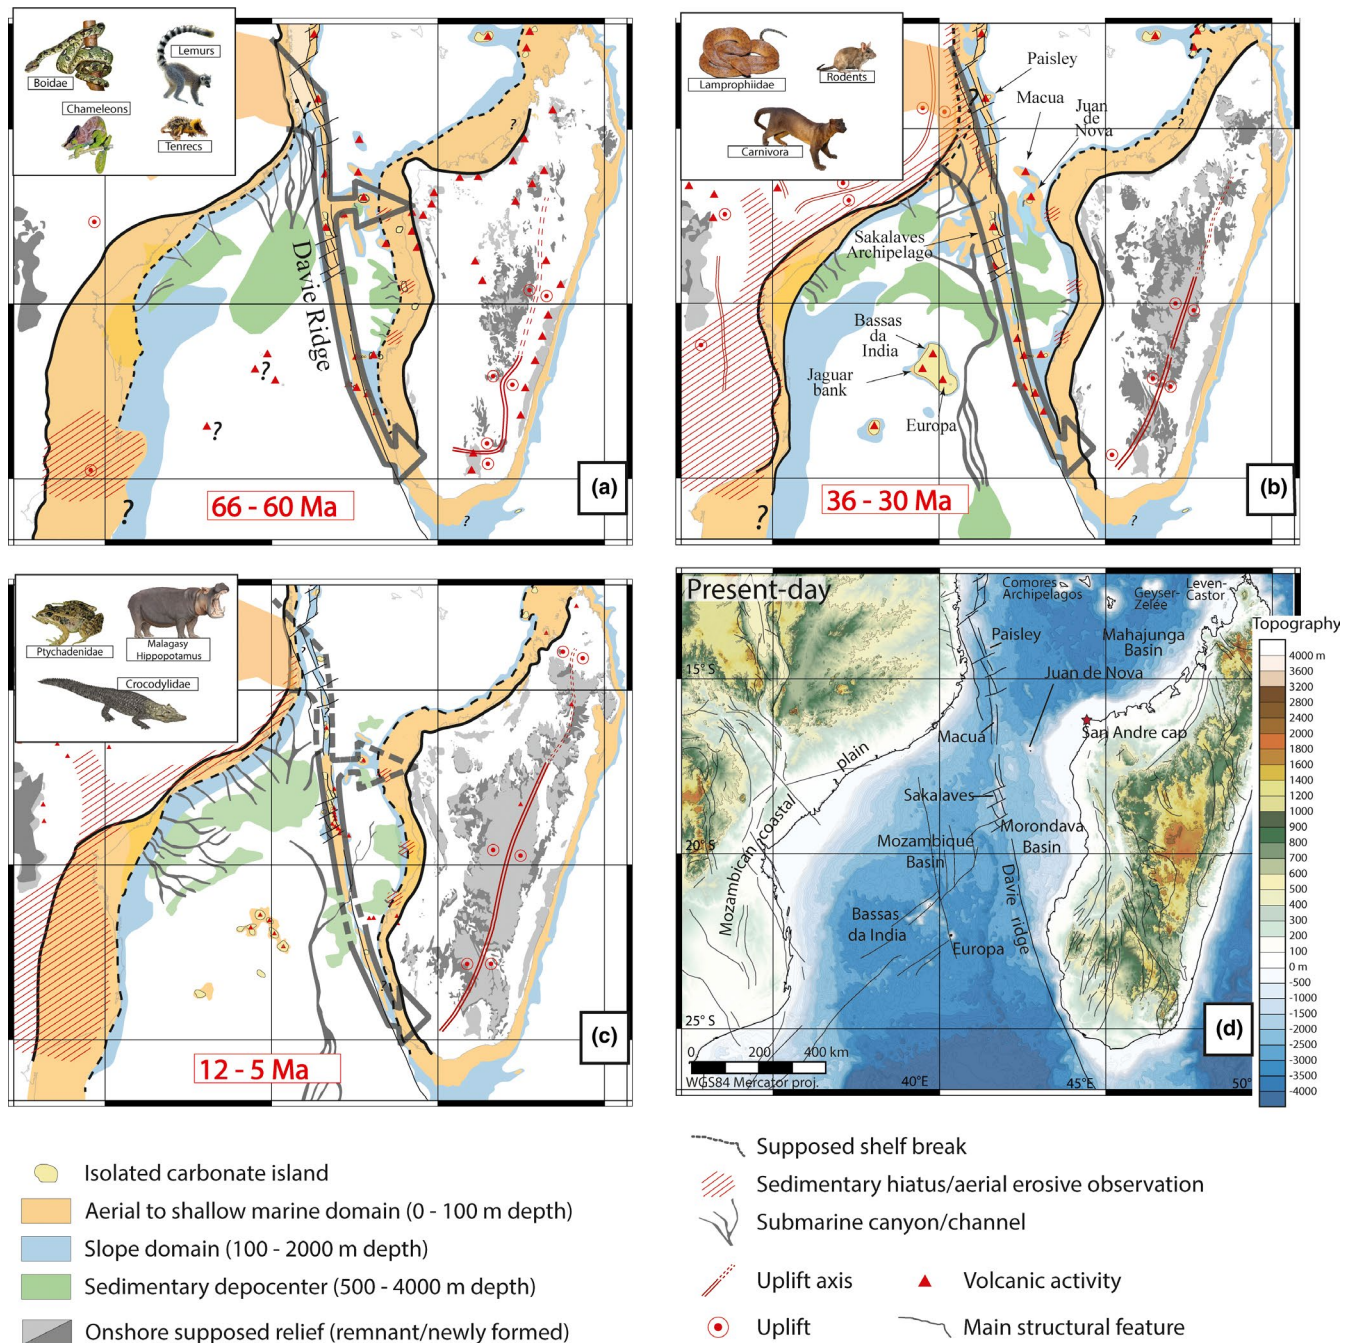 Boidae
Lemurs
Chameleons
Tenrecs
?
Davie Ridge
?
?
?
?
66 - 60 Ma
(a)
Lamprophiidae
Rodents
Carnivora
Paisley
Macua
Juan
de
Nova
?
?
Sakalaves
Archipelago
Bassas
da
India
Jaguar
bank
Europa
?
?
36 - 30 Ma
(b)
Ptychadenidae
Malagasy
Hippopotamus
Crocodylidae
?
?
12 - 5 Ma
(c)
Present-day
Comores
Archipelagos
Geyser-
Zelée
Leven-
Castor
Paisley
Mahajunga
Basin
Juan de Nova
15° S
Macua
San Andre cap
Mozambican coastal plain
Sakalaves
Morondava
Basin
Mozambique
Basin
20° S
Davie ridge
Bassas
da India
Europa
25° S
(d)
0 200 400 km
WGS84 Mercator proj.
40°E
45°E
50°
Topography
4000 m
3600
3200
2800
2400
2000
1800
1600
1400
1200
1000
900
800
700
600
500
400
300
200
100
0 m
-500
-1000
-1500
-2000
-2500
-3000
-3500
-4000
Isolated carbonate island
Aerial to shallow marine domain (0 - 100 m depth)
Slope domain (100 - 2000 m depth)
Sedimentary depocenter (500 - 4000 m depth)
Onshore supposed relief (remnant/newly formed)
Supposed shelf break
Sedimentary hiatus/aerial erosive observation
Submarine canyon/channel
Uplift axis
Volcanic activity
Uplift
Main structural feature